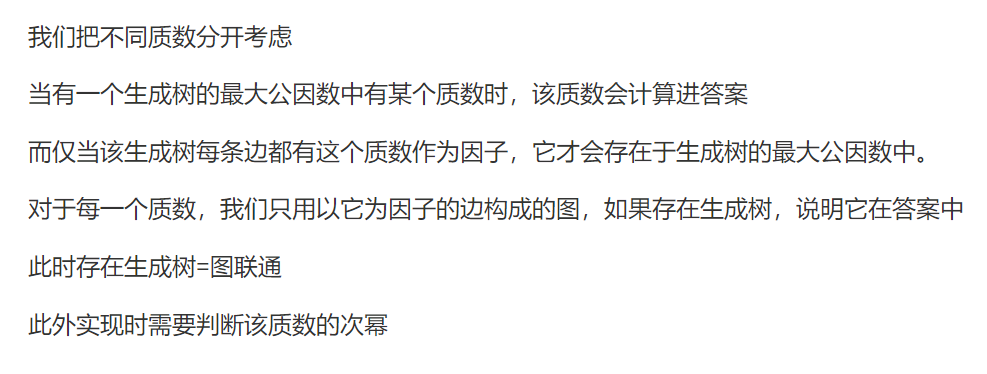 我们把不同质数分开考虑
当有一个生成树的最大公因数中有某个质数时，该质数会计算进答案
而仅当该生成树每条边都有这个质数作为因子，它才会存在于生成树的最大公因数中。
对于每一个质数，我们只用以它为因子的边构成的图，如果存在生成树，说明它在答案中
此时存在生成树=图联通
此外实现时需要判断该质数的次幂